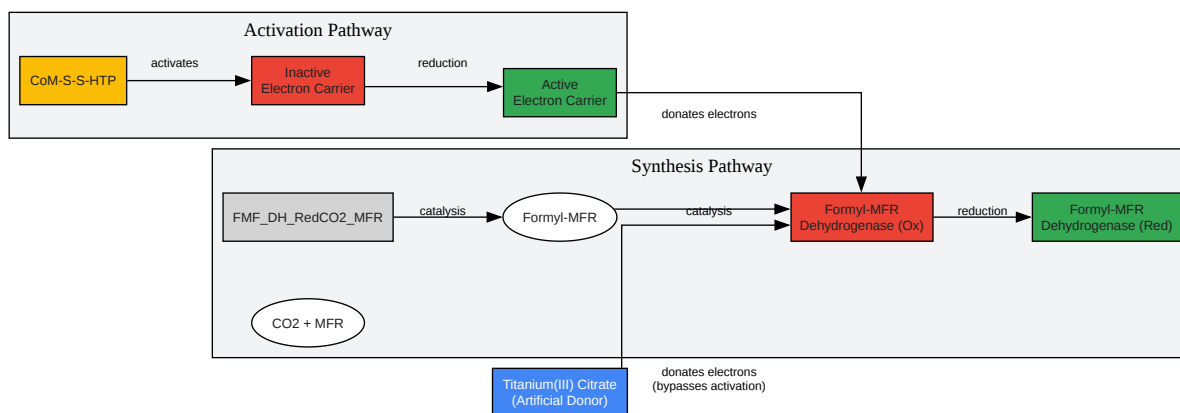 Activation Pathway
CoM-S-S-HTP
activates
Inactive
Electron Carrier
reduction
Active
Electron Carrier
donates electrons
Synthesis Pathway
FMF_DH_RedCO2_MFR
catalysis
Formyl-MFR
catalysis
Formyl-MFR
Dehydrogenase (Ox)
reduction
Formyl-MFR
Dehydrogenase (Red)
CO2 + MFR
Titanium(III) Citrate
(Artificial Donor)
donates electrons
(bypasses activation)